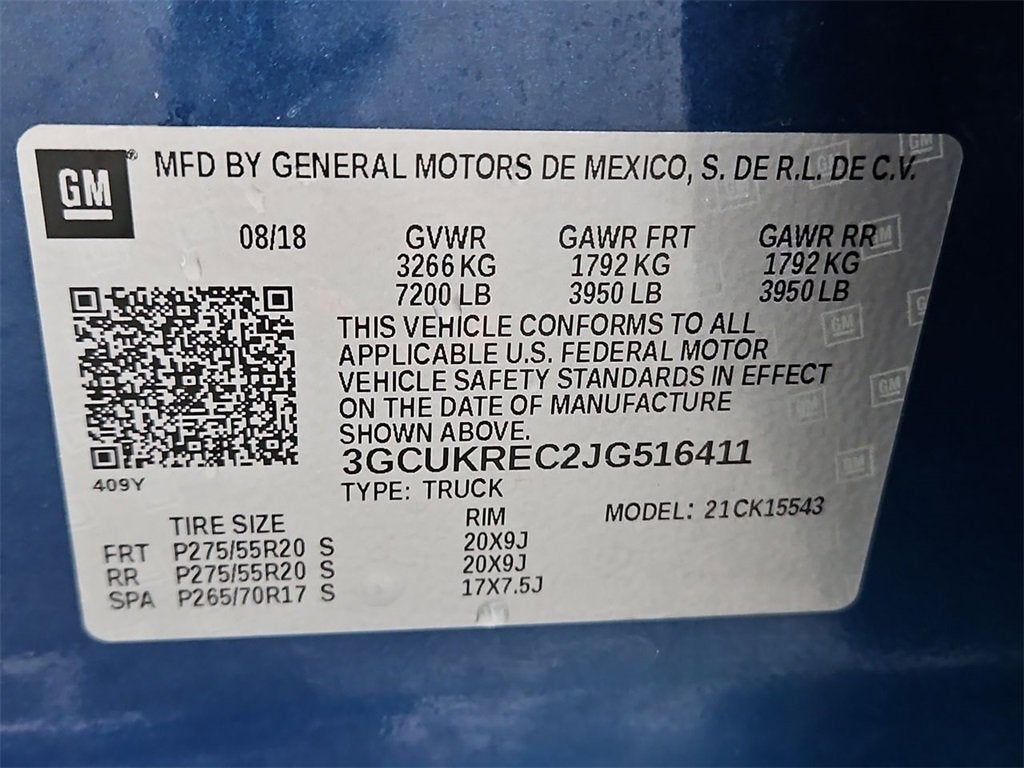 GM® MFD BY GENERAL MOTORS DE MEXICO, S. DE R.L. DE C.V.
08/18 GVWR GAWR FRT GAWR RR
3266 KG 1792 KG 1792 KG
7200 LB 3950 LB 3950 LB
THIS VEHICLE CONFORMS TO ALL
APPLICABLE U.S. FEDERAL MOTOR
VEHICLE SAFETY STANDARDS IN EFFECT
ON THE DATE OF MANUFACTURE
SHOWN ABOVE.
3GCUKREC2JG516411
409Y
TYPE: TRUCK
TIRE SIZE RIM MODEL: 21CK15543
FRT P275/55R20 S 20X9J
RR P275/55R20 S 20X9J
SPA P265/70R17 S 17X7.5J